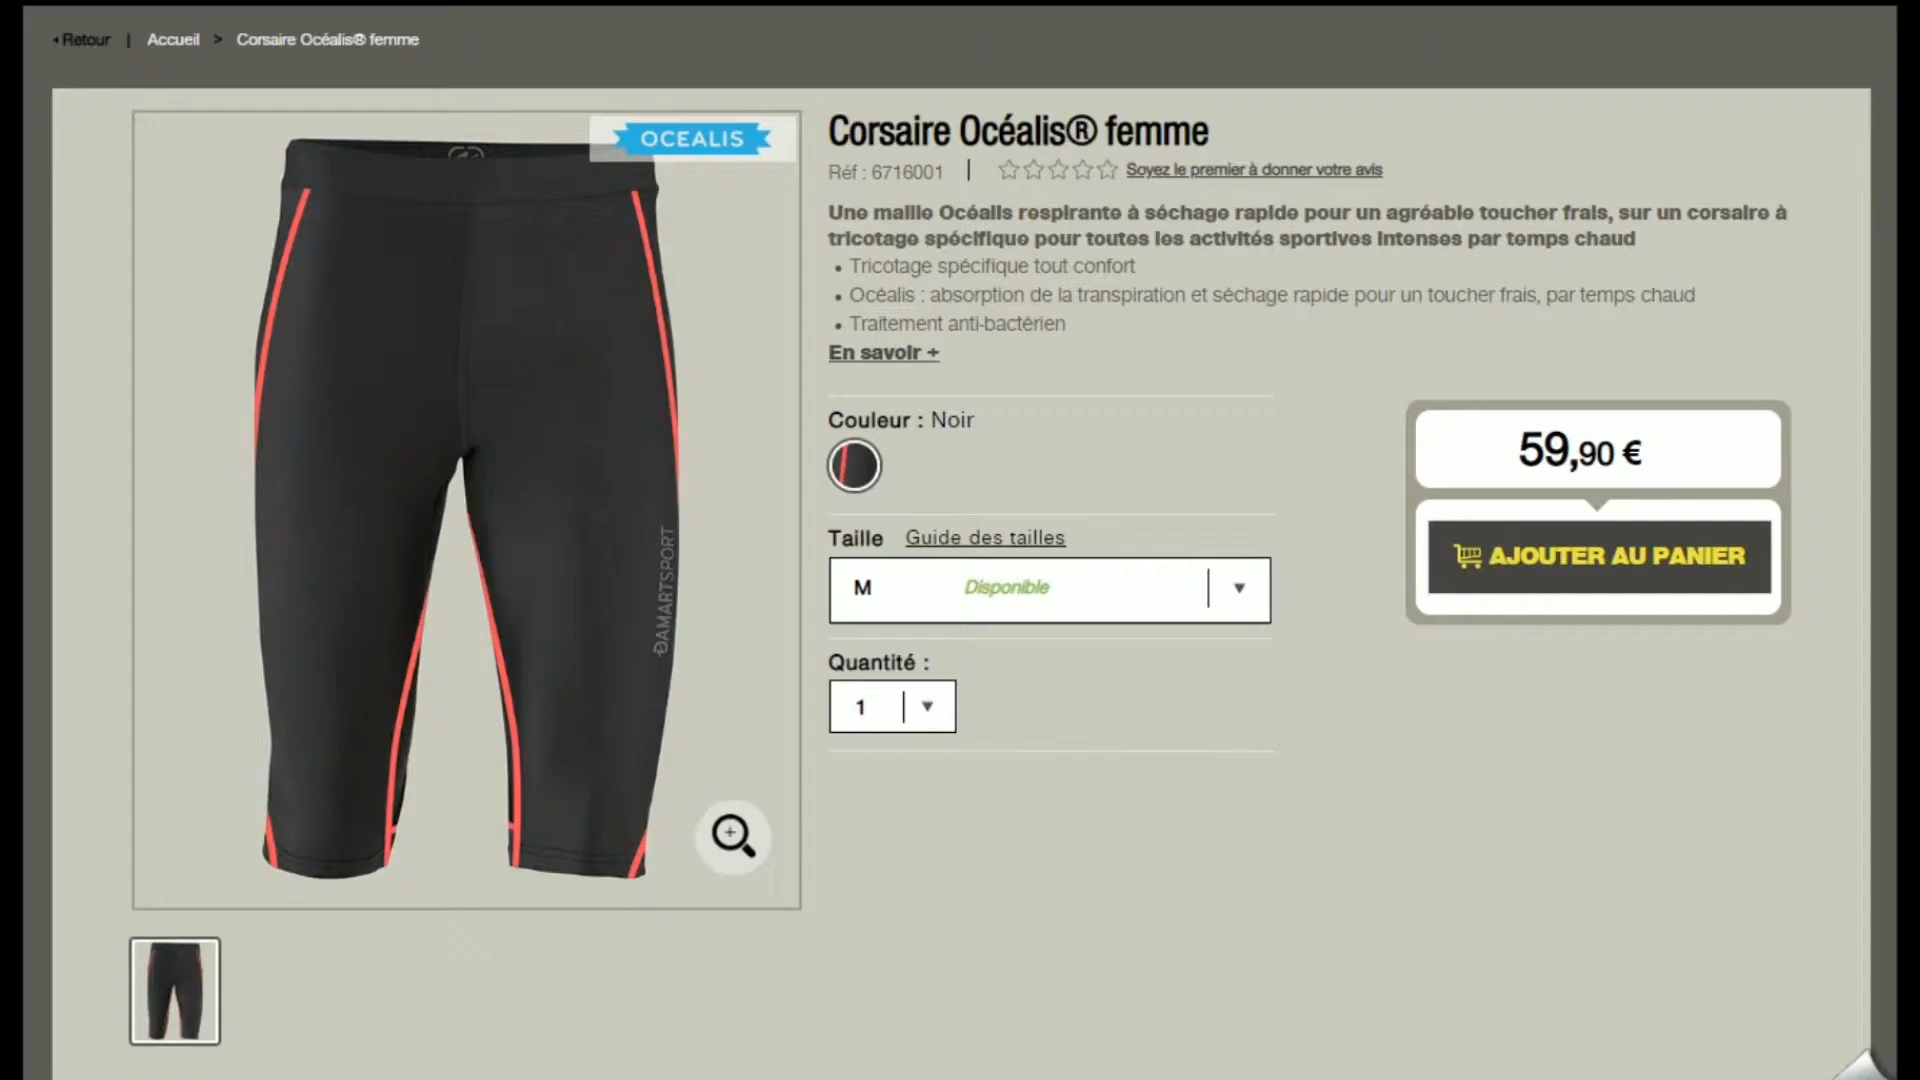 Retour | Accueil > Corsaire Océalis® femme
OCEALIS
DAMARTSPORT
Corsaire Océalis® femme
Réf : 6716001 | Soyez le premier à donner votre avis
Une maille Océalis respirante à séchage rapide pour un agréable toucher frais, sur un corsaire à
tricotage spécifique pour toutes les activités sportives intenses par temps chaud
• Tricotage spécifique tout confort
• Océalis : absorption de la transpiration et séchage rapide pour un toucher frais, par temps chaud
• Traitement anti-bactérien
En savoir +
Couleur : Noir
Taille Guide des tailles
M Disponible
Quantité :
1
59,90 €
AJOUTER AU PANIER